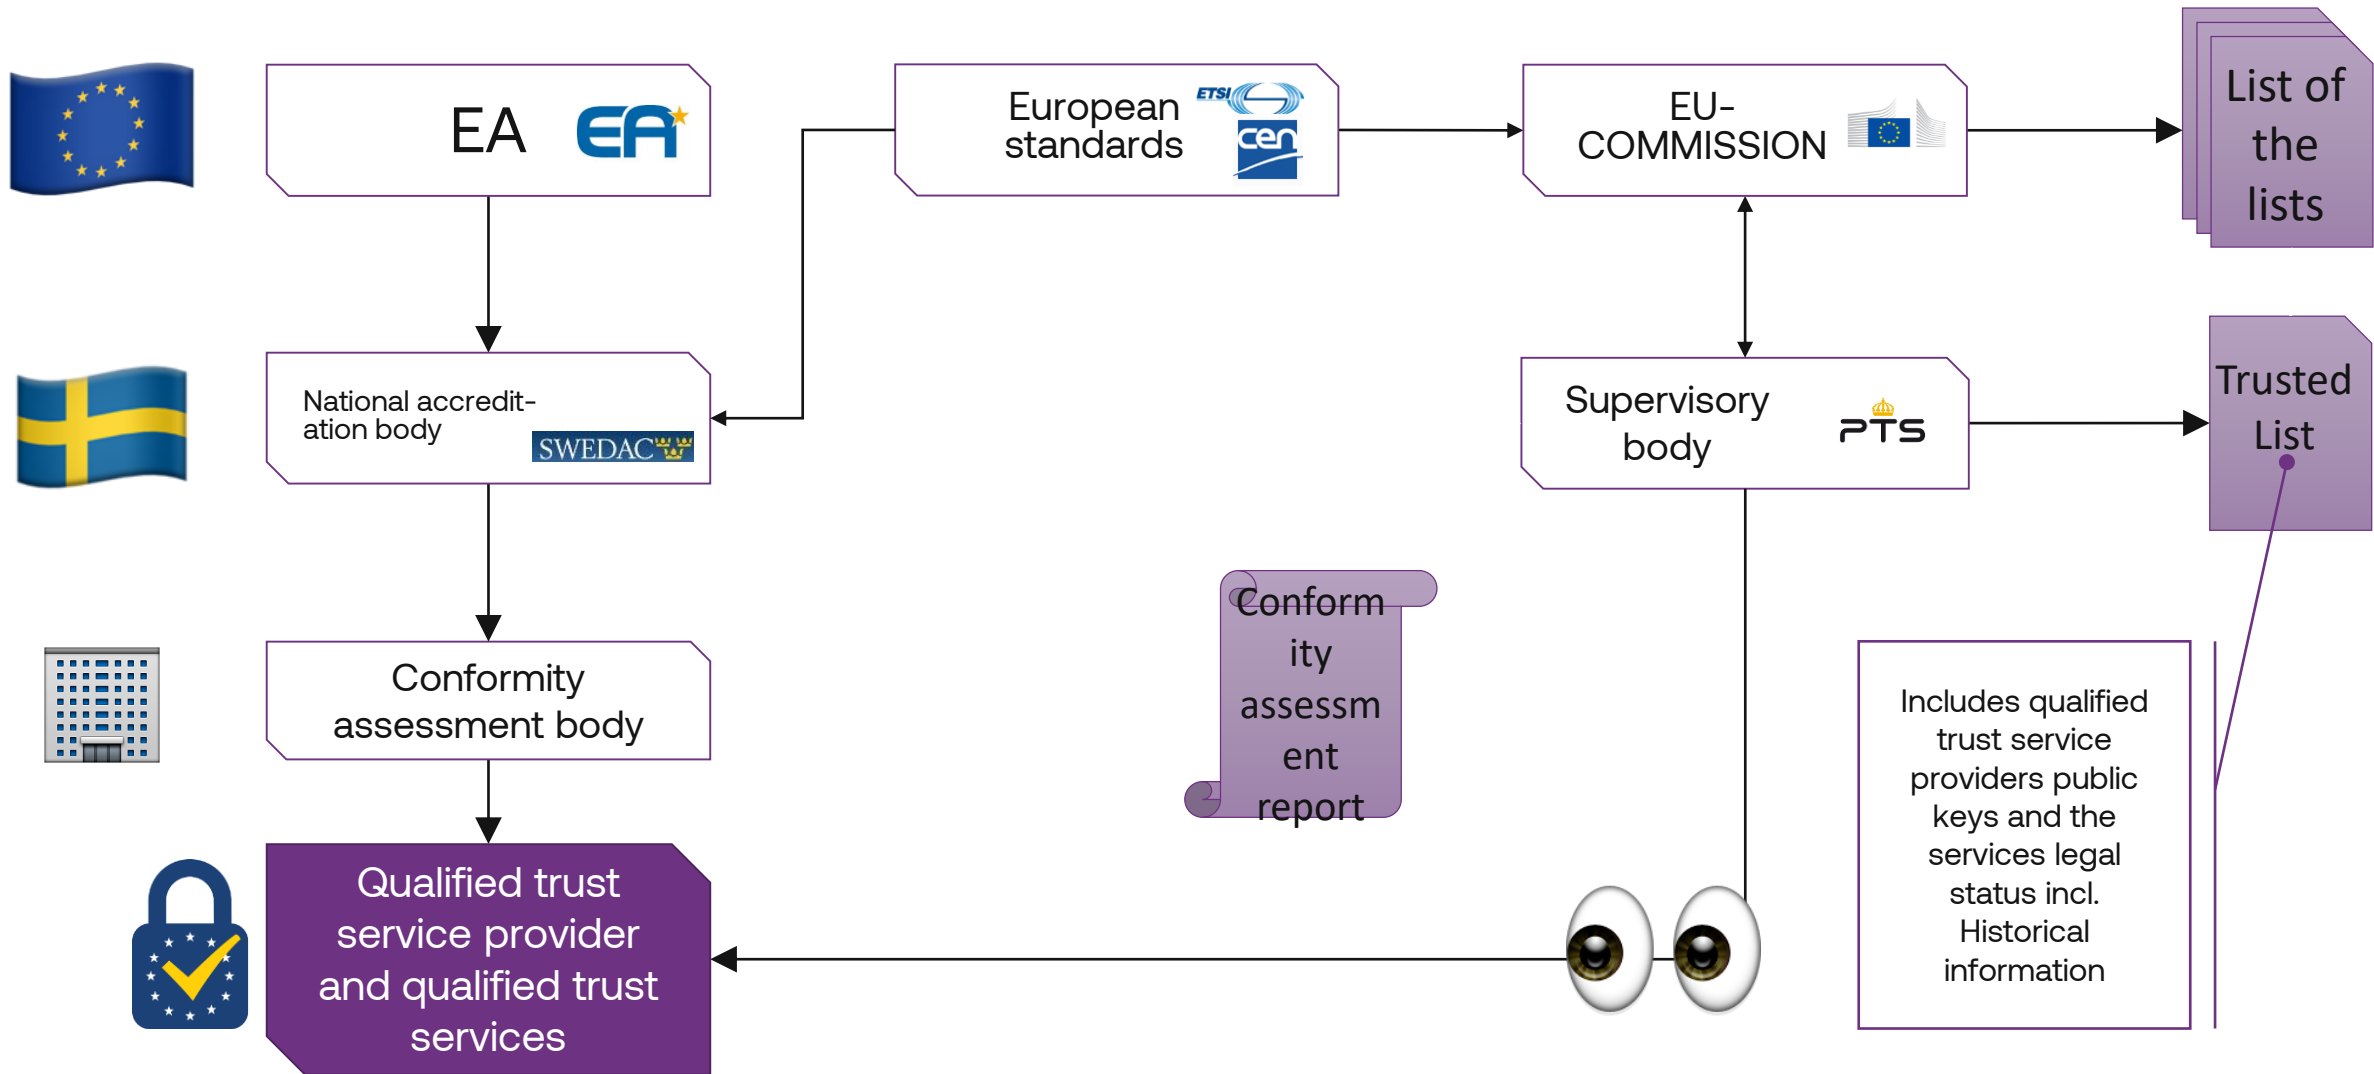 EA
EA
European
standards
ETSI
cen
EU-
COMMISSION
List of
the
lists
National accredit-
ation body
SWEDAC
Supervisory
body
PTS
Trusted
List
Conform
ity
assessm
ent
report
Conformity
assessment body
Includes qualified
trust service
providers public
keys and the
services legal
status incl.
Historical
information
Qualified trust
service provider
and qualified trust
services